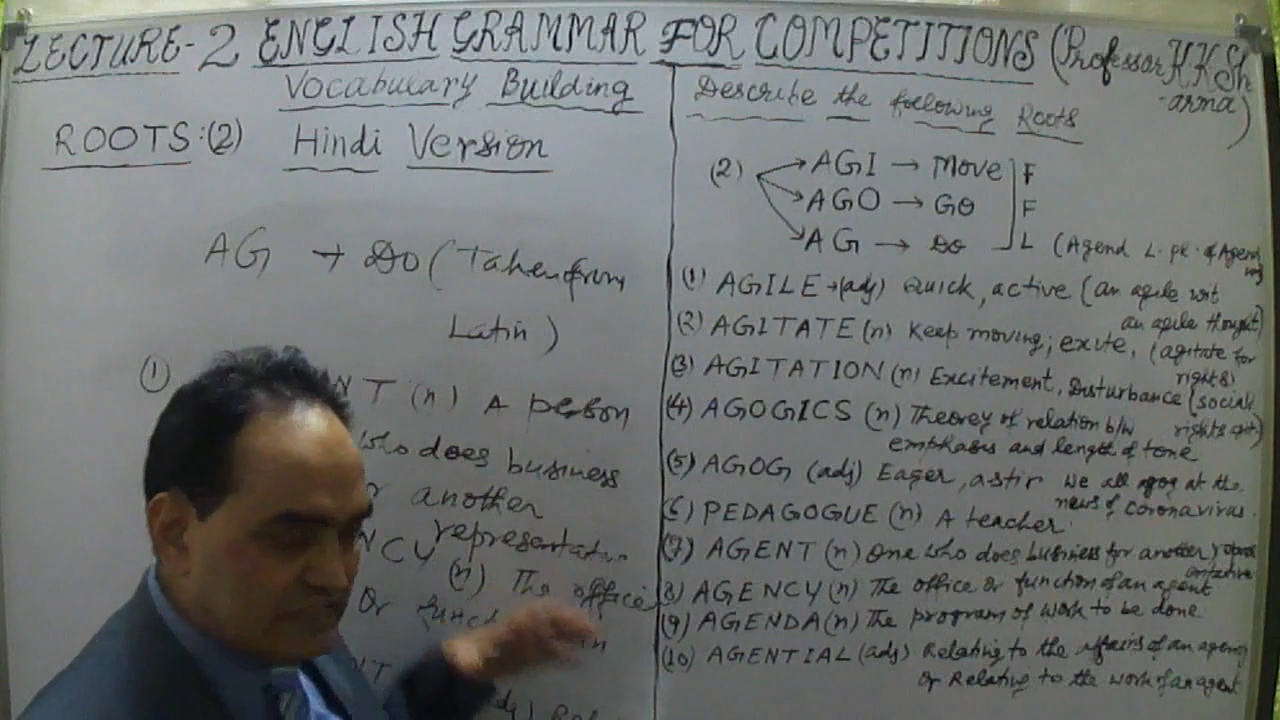 LECTURE-2 ENGLISH GRAMMAR FOR COMPETITIONS (Professor KKSh
-arma)
Vocabulary Building
ROOTS:(2) Hindi Version
AG → Do (Taken from
Latin)
① NT (n) A person
who does business
another
representative
NCY (n) The office
Or funct
in
NT
Describe the following Roots
(2) → AGI → Move F
→ AGO → GO F
→ AG → Do L (Agend L. pr. of Agend
(1) AGILE → (adj) Quick, active (an agile wit
an agile thought)
(2) AGITATE (n) Keep moving; excite, (agitate for
rights)
(3) AGITATION (n) Excitement, Disturbance (social
rights
(4) AGOGICS (n) Theorey of relation b/w
emphasis and length of tone
(5) AGOG (adj) Eager, astir We all agog at the
news of coronavirus.
(6) PEDAGOGUE (n) A teacher
(7) AGENT (n) One who does business for another,
(8) AGENCY (n) The office Or function of an agent
(9) AGENDA (n) The program of work to be done
(10) AGENTIAL (adj) Relating to the affairs of an agency
Or Relating to the work of an agent